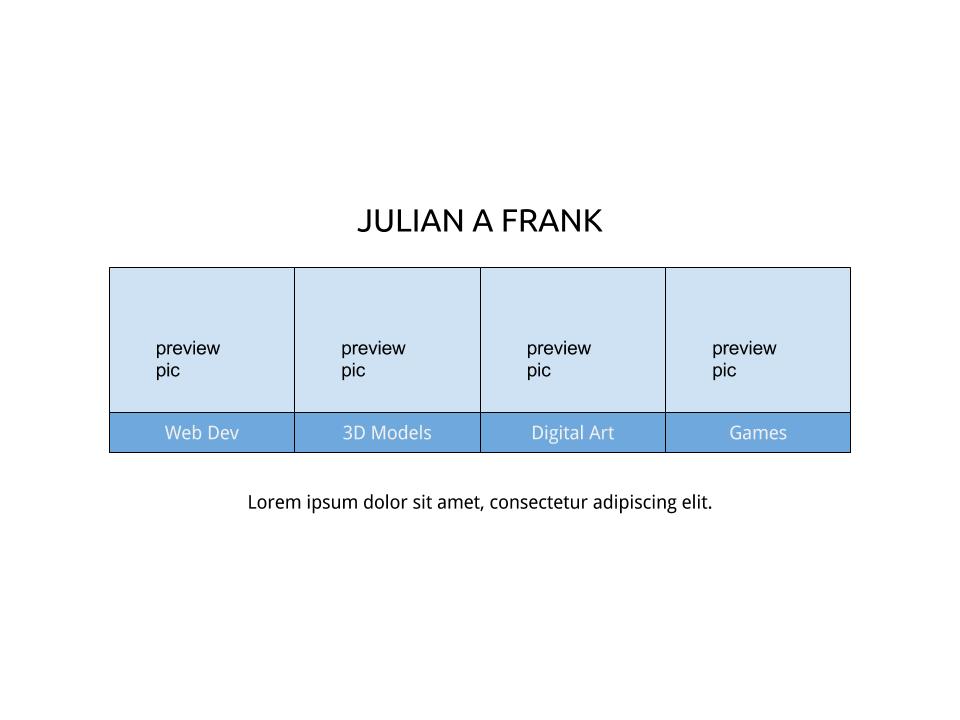 JULIAN A FRANK
preview preview preview preview
pic pic pic pic
Web Dev 3D Models Digital Art Games
Lorem ipsum dolor sit amet, consectetur adipiscing elit.